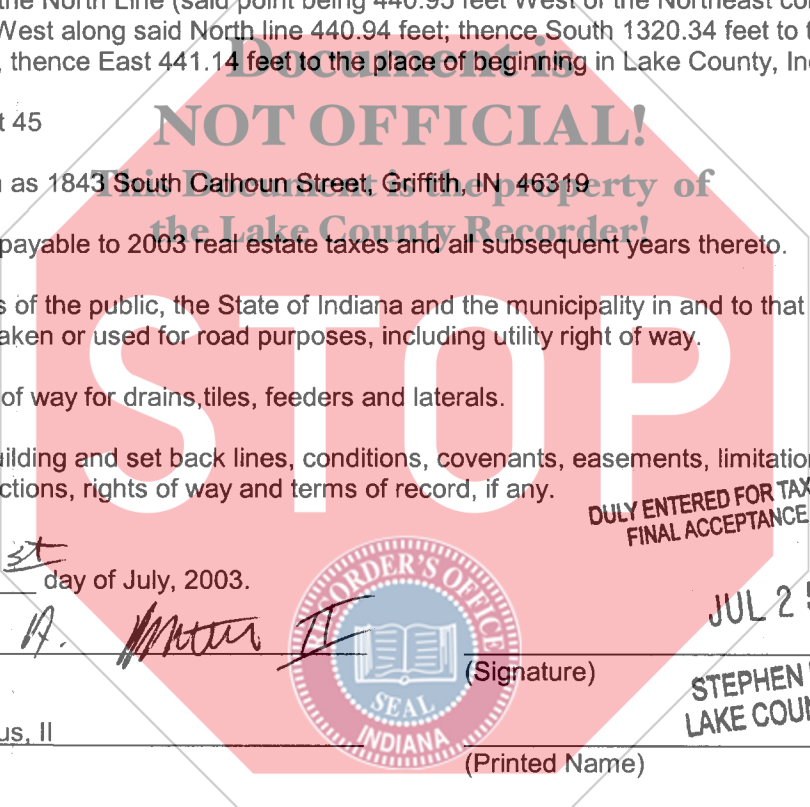 the North Line (said point being 440.95 feet West of the Northeast co
West along said North line 440.94 feet; thence South 1320.34 feet to t
, thence East 441.14 feet to the place of beginning in Lake County, In
Document is
t 45
NOT OFFICIAL!
n as 1843 South Calhoun Street, Griffith, IN 46319
This Document is the property of
the Lake County Recorder!
payable to 2003 real estate taxes and all subsequent years thereto.
s of the public, the State of Indiana and the municipality in and to that
aken or used for road purposes, including utility right of way.
STOP
of way for drains,tiles, feeders and laterals.
uilding and set back lines, conditions, covenants, easements, limitation
ctions, rights of way and terms of record, if any.
DULY ENTERED FOR TAX
FINAL ACCEPTANCE
st
day of July, 2003.
RECORDER'S OFFICE
JUL 25
A. II
(Signature)
SEAL
STEPHEN
LAKE COUN
us, II
INDIANA
(Printed Name)